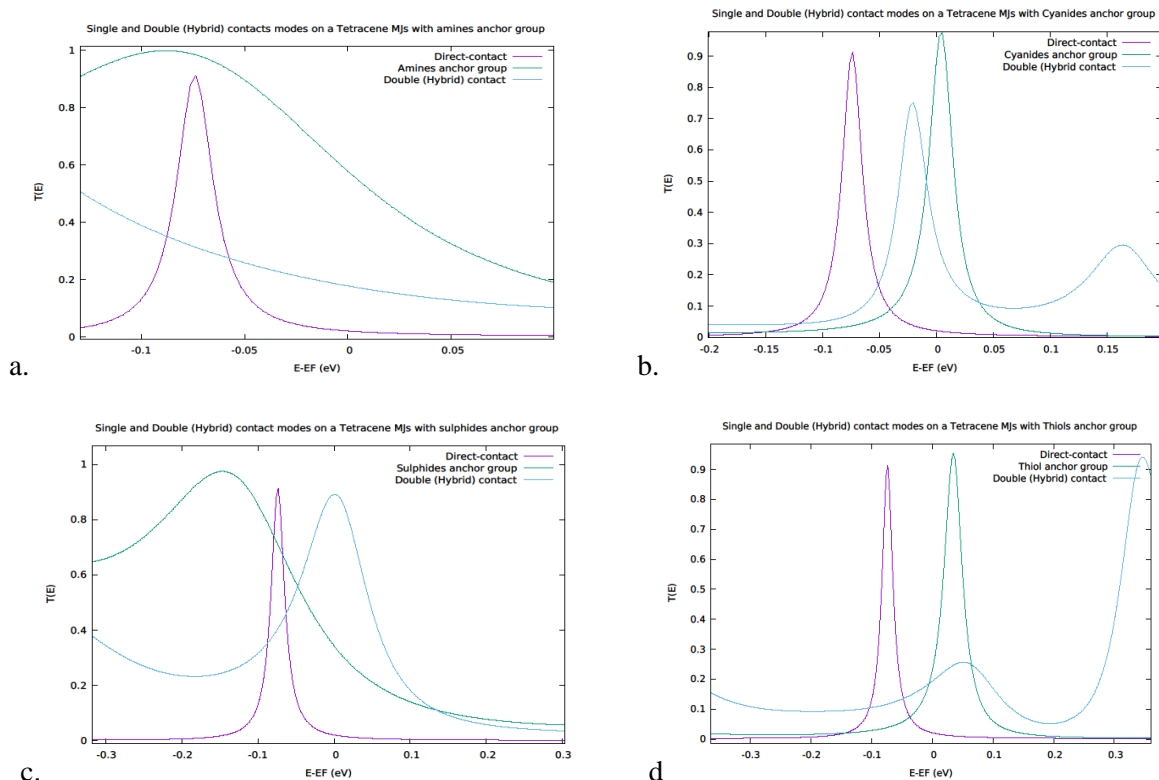 Single and Double (Hybrid) contacts modes on a Tetracene MJs with amines anchor group
Direct-contact
Amines anchor group
Double (Hybrid) contact
T(E)
1
0.8
0.6
0.4
0.2
0
-0.1
-0.05
0
0.05
E-EF (eV)
a.
Single and Double (Hybrid) contact modes on a Tetracene MJs with Cyanides anchor group
Direct-contact
Cyanides anchor group
Double (Hybrid contact
T(E)
0.9
0.8
0.7
0.6
0.5
0.4
0.3
0.2
0.1
0
-0.2
-0.15
-0.1
-0.05
0
0.05
0.1
0.15
E-EF (eV)
b.
Single and Double (Hybrid) contact modes on a Tetracene MJs with sulphides anchor group
Direct-contact
Sulphides anchor group
Double (Hybrid) contact
T(E)
1
0.8
0.6
0.4
0.2
0
-0.3
-0.2
-0.1
0
0.1
0.2
0.3
E-EF (eV)
c.
Single and Double (Hybrid) contact modes on a Tetracene MJs with Thiols anchor group
Direct-contact
Thiol anchor group
Double (Hybrid) contact
T(E)
0.9
0.8
0.7
0.6
0.5
0.4
0.3
0.2
0.1
0
-0.3
-0.2
-0.1
0
0.1
0.2
0.3
E-EF (eV)
d